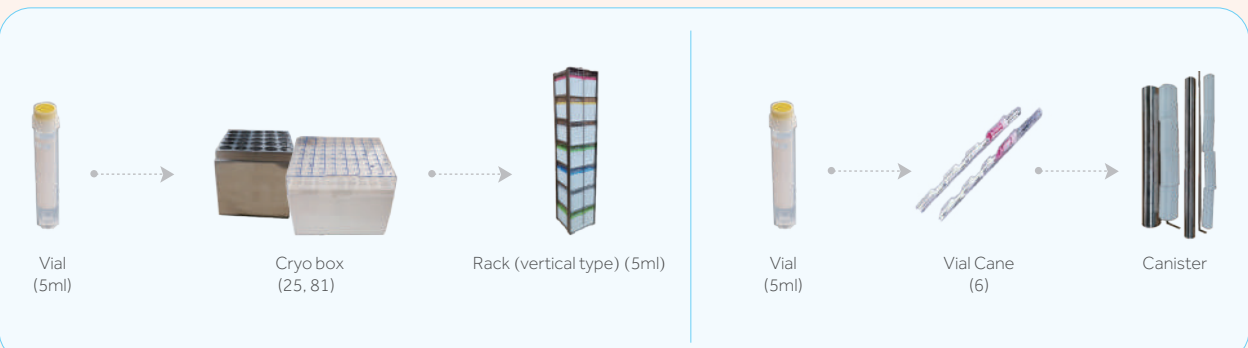 Vial
(5ml)
Cryo box
(25, 81)
Rack (vertical type) (5ml)
Vial
(5ml)
Vial Cane
(6)
Canister